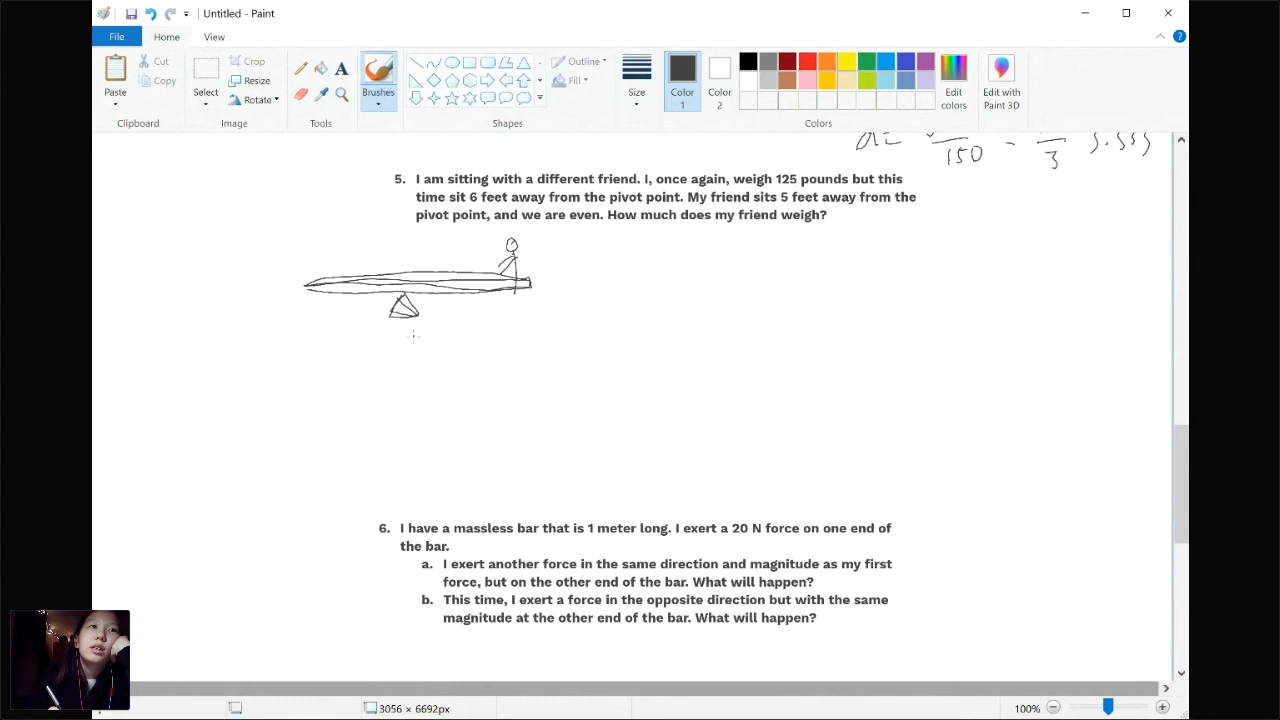 Untitled - Paint
File
Home
View
Paste
Cut
Copy
Clipboard
Select
Crop
Resize
Rotate
Image
Tools
Brushes
Outline
Fill
Shapes
Size
Color 1
Color 2
Edit colors
Edit with Paint 3D
Colors
150
3
5. I am sitting with a different friend. I, once again, weigh 125 pounds but this
time sit 6 feet away from the pivot point. My friend sits 5 feet away from the
pivot point, and we are even. How much does my friend weigh?
6. I have a massless bar that is 1 meter long. I exert a 20 N force on one end of
the bar.
a. I exert another force in the same direction and magnitude as my first
force, but on the other end of the bar. What will happen?
b. This time, I exert a force in the opposite direction but with the same
magnitude at the other end of the bar. What will happen?
3056 × 6692px
100%